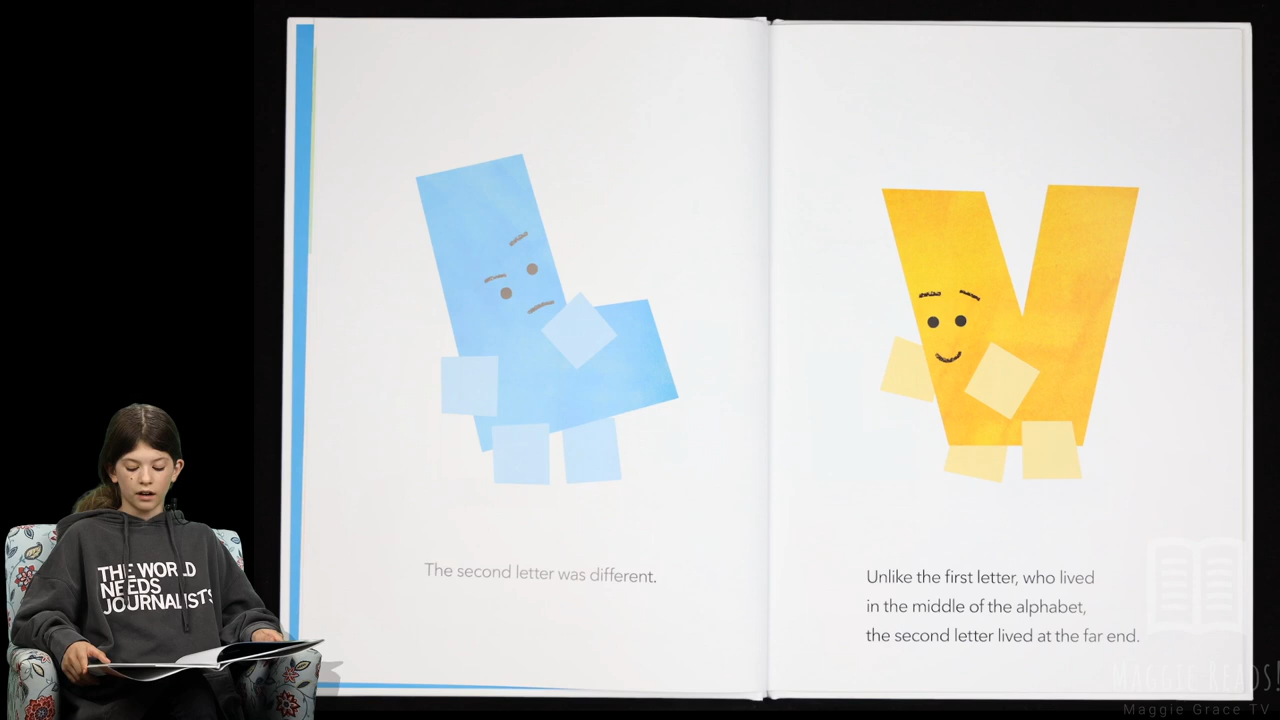 The second letter was different.
Unlike the first letter, who lived
in the middle of the alphabet,
the second letter lived at the far end.
THE WORLD
NEEDS
JOURNALISTS
MAGGIE READS!
Maggie Grace TV